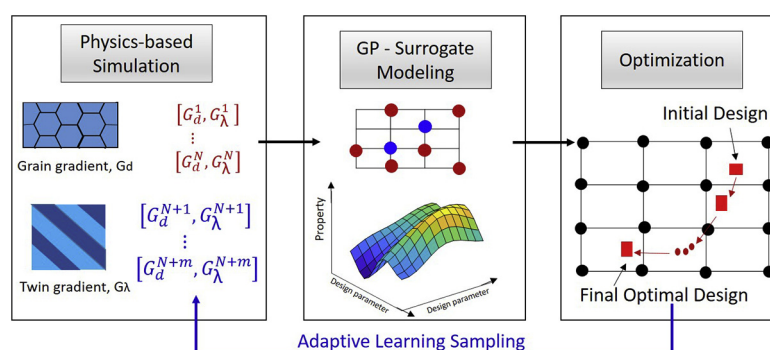 Physics-based
Simulation
[G_d^1, G_λ^1]
⋮
[G_d^N, G_λ^N]
Grain gradient, Gd
[G_d^{N+1}, G_λ^{N+1}]
⋮
[G_d^{N+m}, G_λ^{N+m}]
Twin gradient, Gλ
GP - Surrogate
Modeling
Property
Design parameter
Design parameter
Adaptive Learning Sampling
Optimization
Initial Design
Final Optimal Design